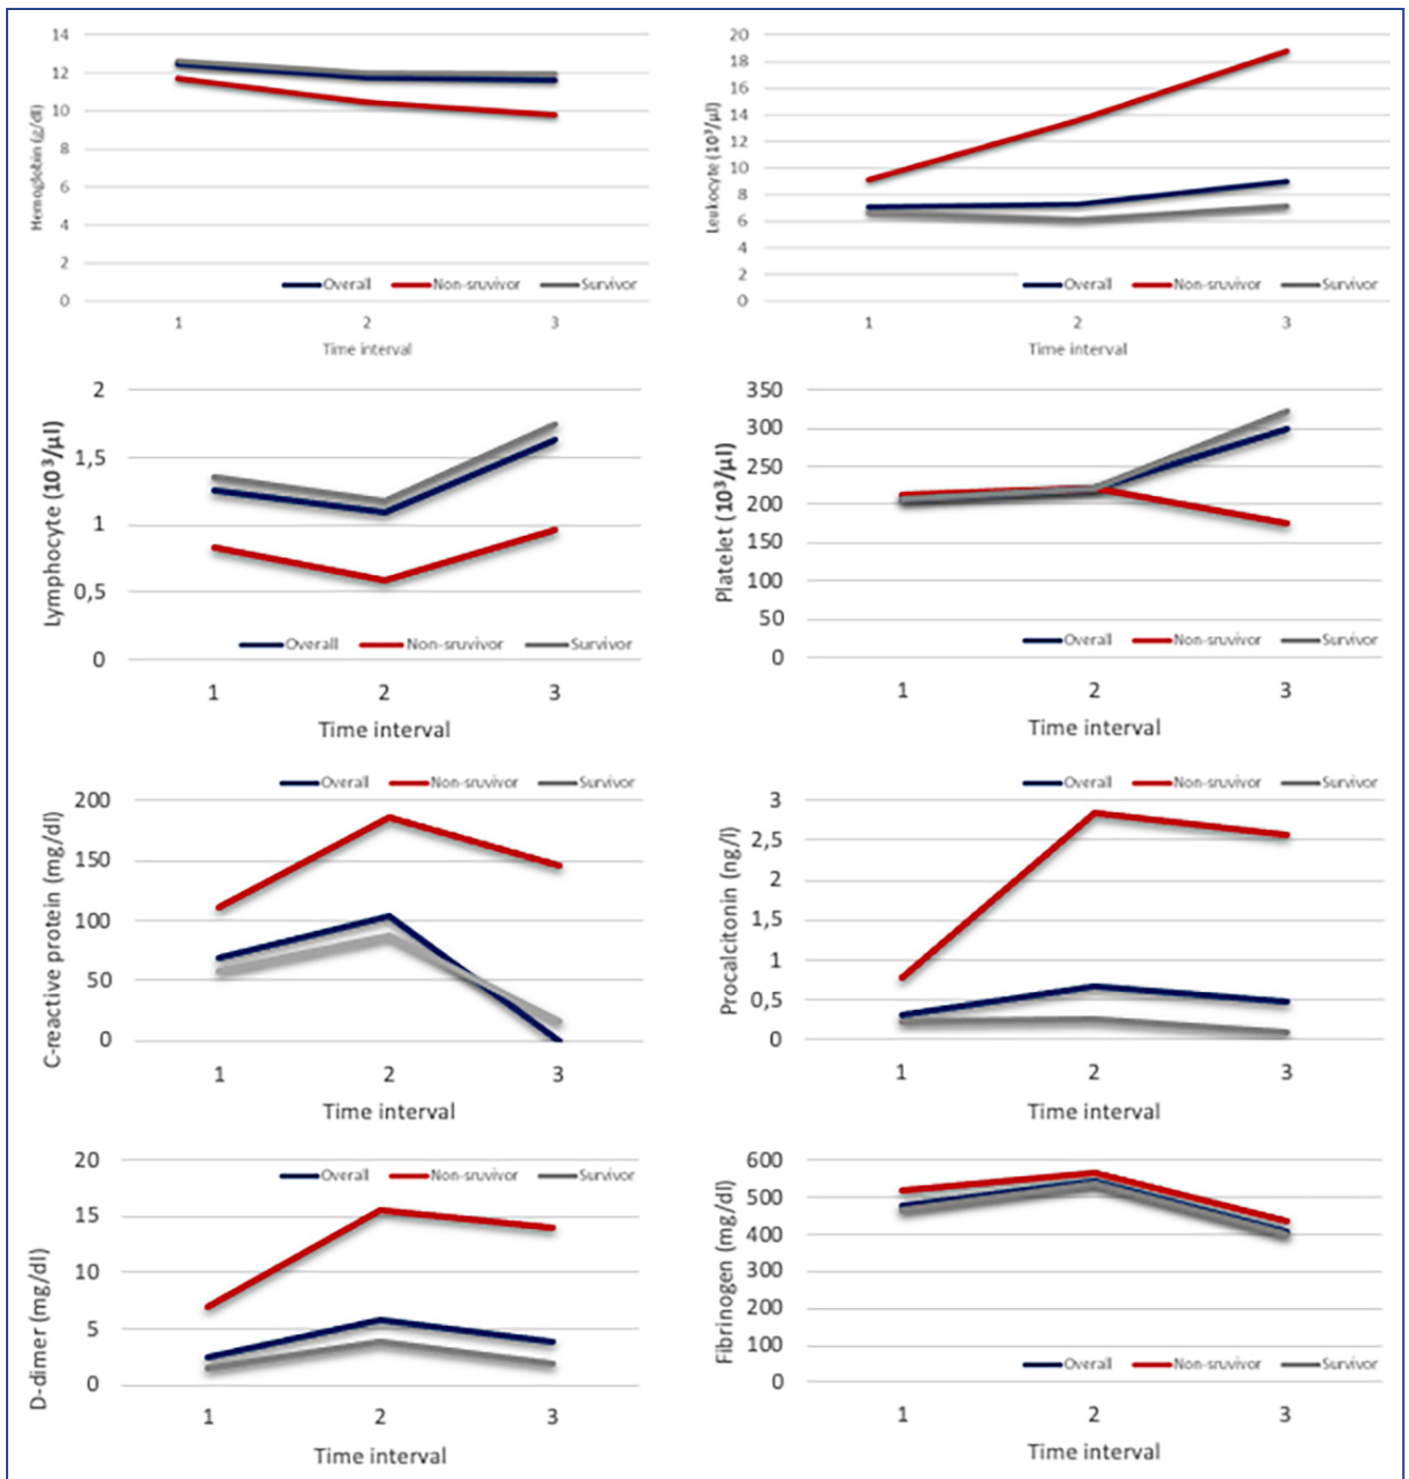 14
12
10
8
6
4
2
0
Hemoglobin (g/dl)
Overall Non-sruvivor Survivor
1 2 3
Time interval
20
18
16
14
12
10
8
6
4
2
0
Leukocyte (10³/µl)
Overall Non-sruvivor Survivor
1 2 3
Time interval
2
1,5
1
0,5
0
Lymphocyte (10³/µl)
Overall Non-sruvivor Survivor
1 2 3
Time interval
350
300
250
200
150
100
50
0
Platelet (10³/µl)
Overall Non-sruvivor Survivor
1 2 3
Time interval
Overall Non-sruvivor Survivor
200
150
100
50
0
C-reactive protein (mg/dl)
1 2 3
Time interval
Overall Non-sruvivor Survivor
3
2,5
2
1,5
1
0,5
0
Procalcitonin (ng/l)
1 2 3
Time interval
20
15
10
5
0
D-dimer (mg/dl)
Overall Non-sruvivor Survivor
1 2 3
Time interval
600
500
400
300
200
100
0
Fibrinogen (mg/dl)
Overall Non-sruvivor Survivor
1 2 3
Time interval